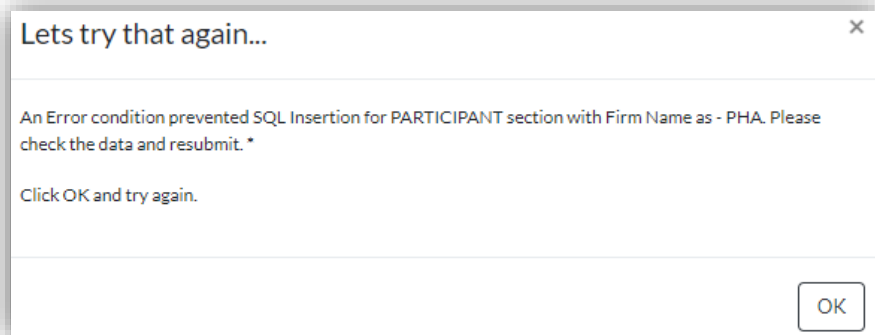 Lets try that again...
×
An Error condition prevented SQL Insertion for PARTICIPANT section with Firm Name as - PHA. Please
check the data and resubmit. *
Click OK and try again.
OK